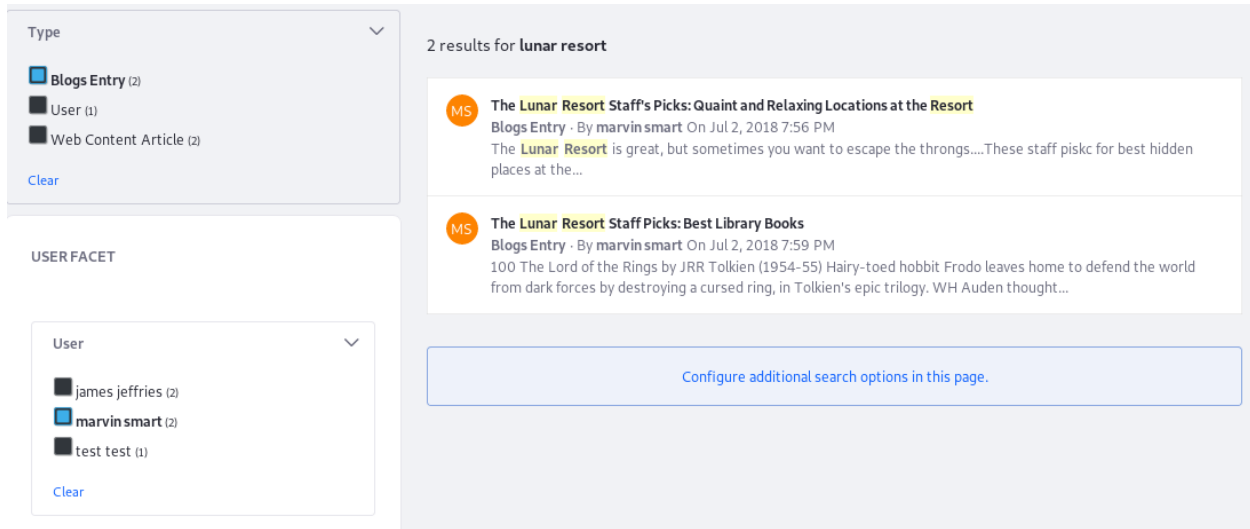 Type
Blogs Entry (2)
User (1)
Web Content Article (2)
Clear
USER FACET
User
james jeffries (2)
marvin smart (2)
test test (1)
Clear
2 results for lunar resort
MS
The Lunar Resort Staff's Picks: Quaint and Relaxing Locations at the Resort
Blogs Entry · By marvin smart On Jul 2, 2018 7:56 PM
The Lunar Resort is great, but sometimes you want to escape the throngs....These staff piskc for best hidden
places at the...
MS
The Lunar Resort Staff Picks: Best Library Books
Blogs Entry · By marvin smart On Jul 2, 2018 7:59 PM
100 The Lord of the Rings by JRR Tolkien (1954-55) Hairy-toed hobbit Frodo leaves home to defend the world
from dark forces by destroying a cursed ring, in Tolkien's epic trilogy. WH Auden thought...
Configure additional search options in this page.